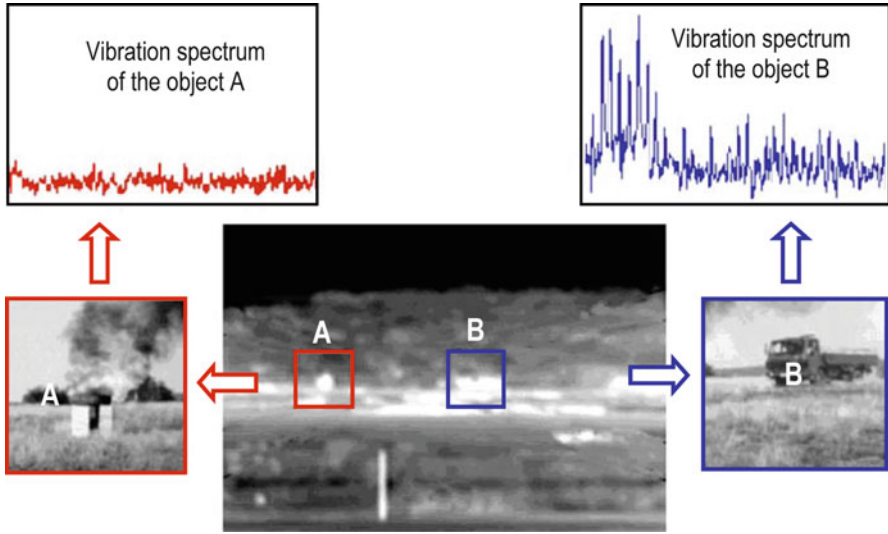 Vibration spectrum
of the object A
Vibration spectrum
of the object B
A
B
A
B